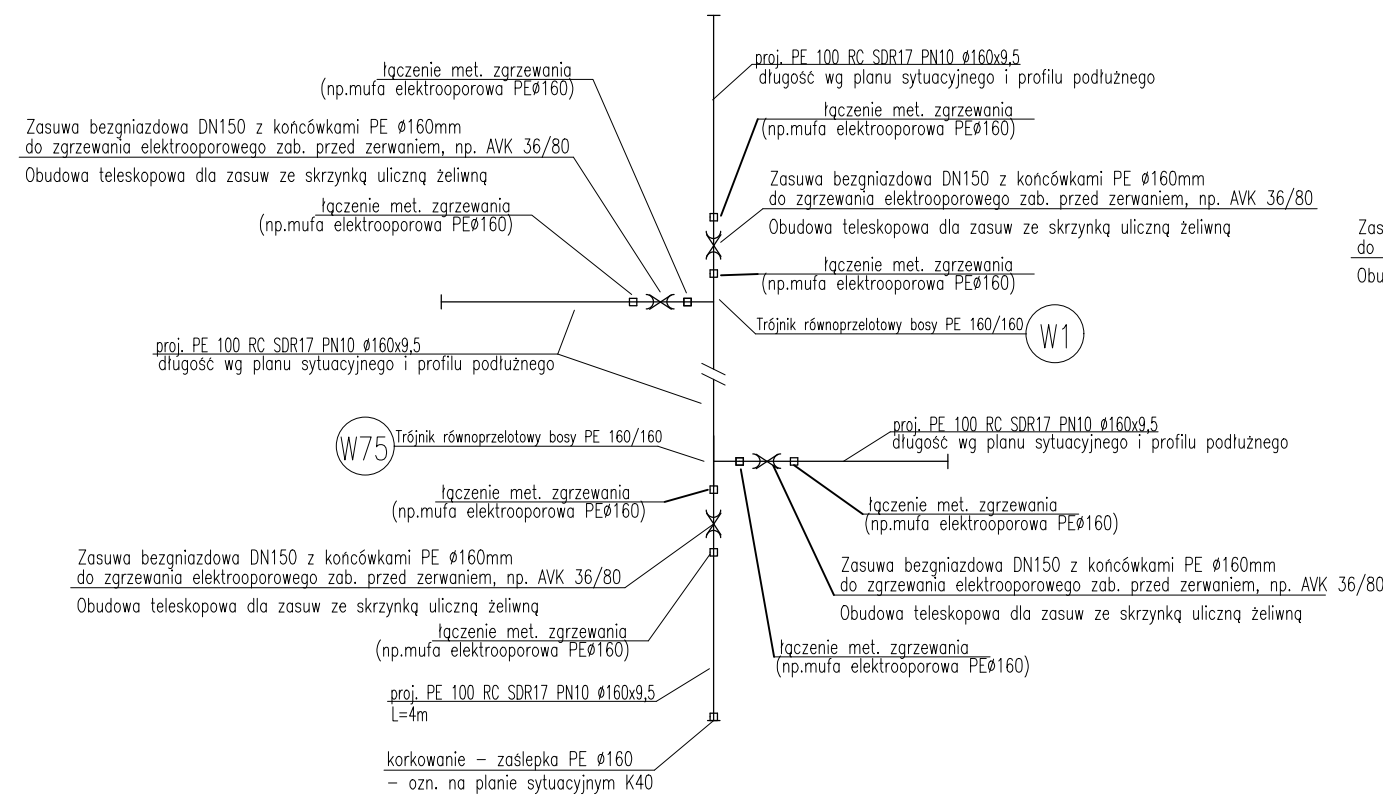 łączenie met. zgrzewania
(np.mufa elektrooporowa PEø160)
Zasuwa bezgniazdowa DN150 z końcówkami PE ø160mm
do zgrzewania elektrooporowego zab. przed zerwaniem, np. AVK 36/80
Obudowa teleskopowa dla zasuw ze skrzynką uliczną żeliwną
łączenie met. zgrzewania
(np.mufa elektrooporowa PEø160)
proj. PE 100 RC SDR17 PN10 ø160x9,5
długość wg planu sytuacyjnego i profilu podłużnego
łączenie met. zgrzewania
(np.mufa elektrooporowa PEø160)
Zasuwa bezgniazdowa DN150 z końcówkami PE ø160mm
do zgrzewania elektrooporowego zab. przed zerwaniem, np. AVK 36/80
Obudowa teleskopowa dla zasuw ze skrzynką uliczną żeliwną
łączenie met. zgrzewania
(np.mufa elektrooporowa PEø160)
Trójnik równoprzelotowy bosy PE 160/160
W1
Zas
do
Obu
proj. PE 100 RC SDR17 PN10 ø160x9,5
długość wg planu sytuacyjnego i profilu podłużnego
W75
Trójnik równoprzelotowy bosy PE 160/160
proj. PE 100 RC SDR17 PN10 ø160x9,5
długość wg planu sytuacyjnego i profilu podłużnego
łączenie met. zgrzewania
(np.mufa elektrooporowa PEø160)
łączenie met. zgrzewania
(np.mufa elektrooporowa PEø160)
Zasuwa bezgniazdowa DN150 z końcówkami PE ø160mm
do zgrzewania elektrooporowego zab. przed zerwaniem, np. AVK 36/80
Obudowa teleskopowa dla zasuw ze skrzynką uliczną żeliwną
Zasuwa bezgniazdowa DN150 z końcówkami PE ø160mm
do zgrzewania elektrooporowego zab. przed zerwaniem, np. AVK 36/80
Obudowa teleskopowa dla zasuw ze skrzynką uliczną żeliwną
łączenie met. zgrzewania
(np.mufa elektrooporowa PEø160)
łączenie met. zgrzewania
(np.mufa elektrooporowa PEø160)
proj. PE 100 RC SDR17 PN10 ø160x9,5
L=4m
korkowanie – zaślepka PE ø160
– ozn. na planie sytuacyjnym K40